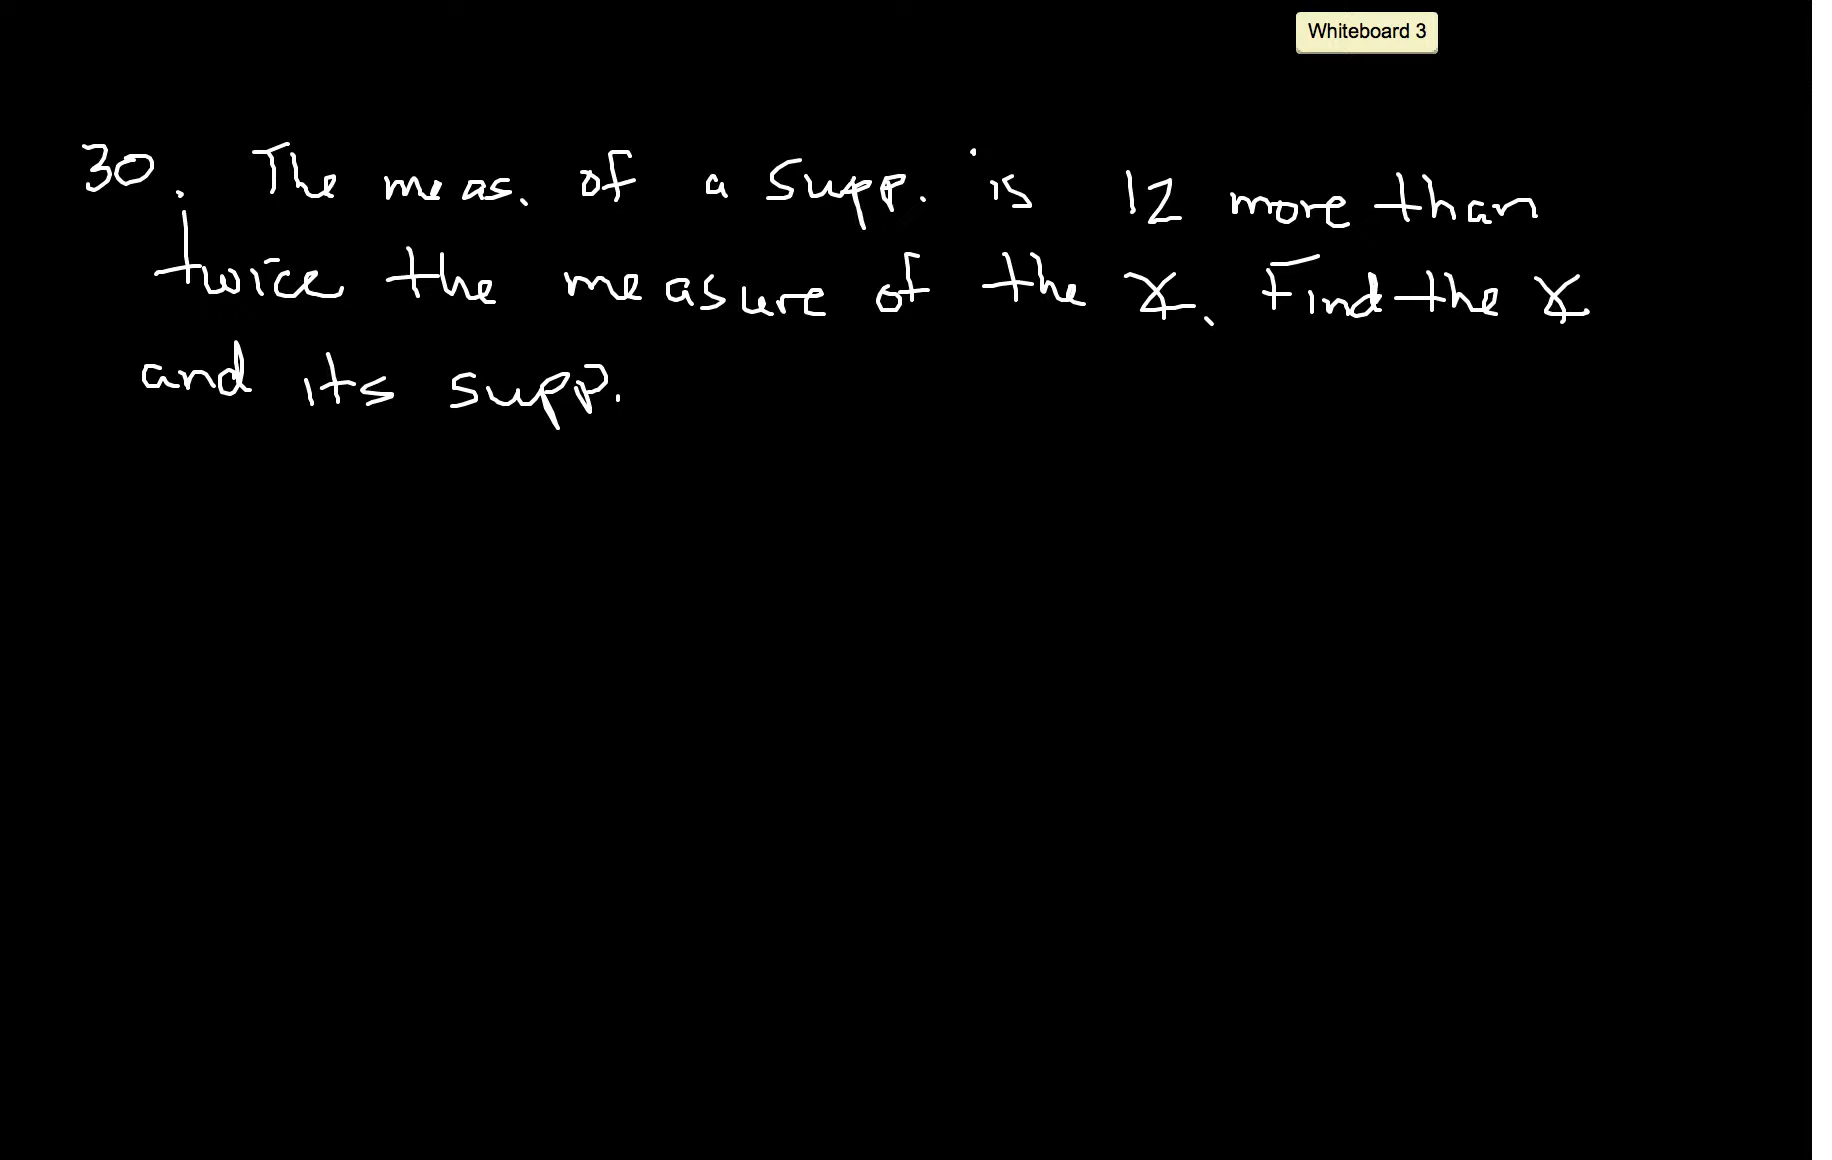 Whiteboard 3
30. The meas. of a supp. is 12 more than
twice the measure of the ∡. Find the ∡
and its supp.